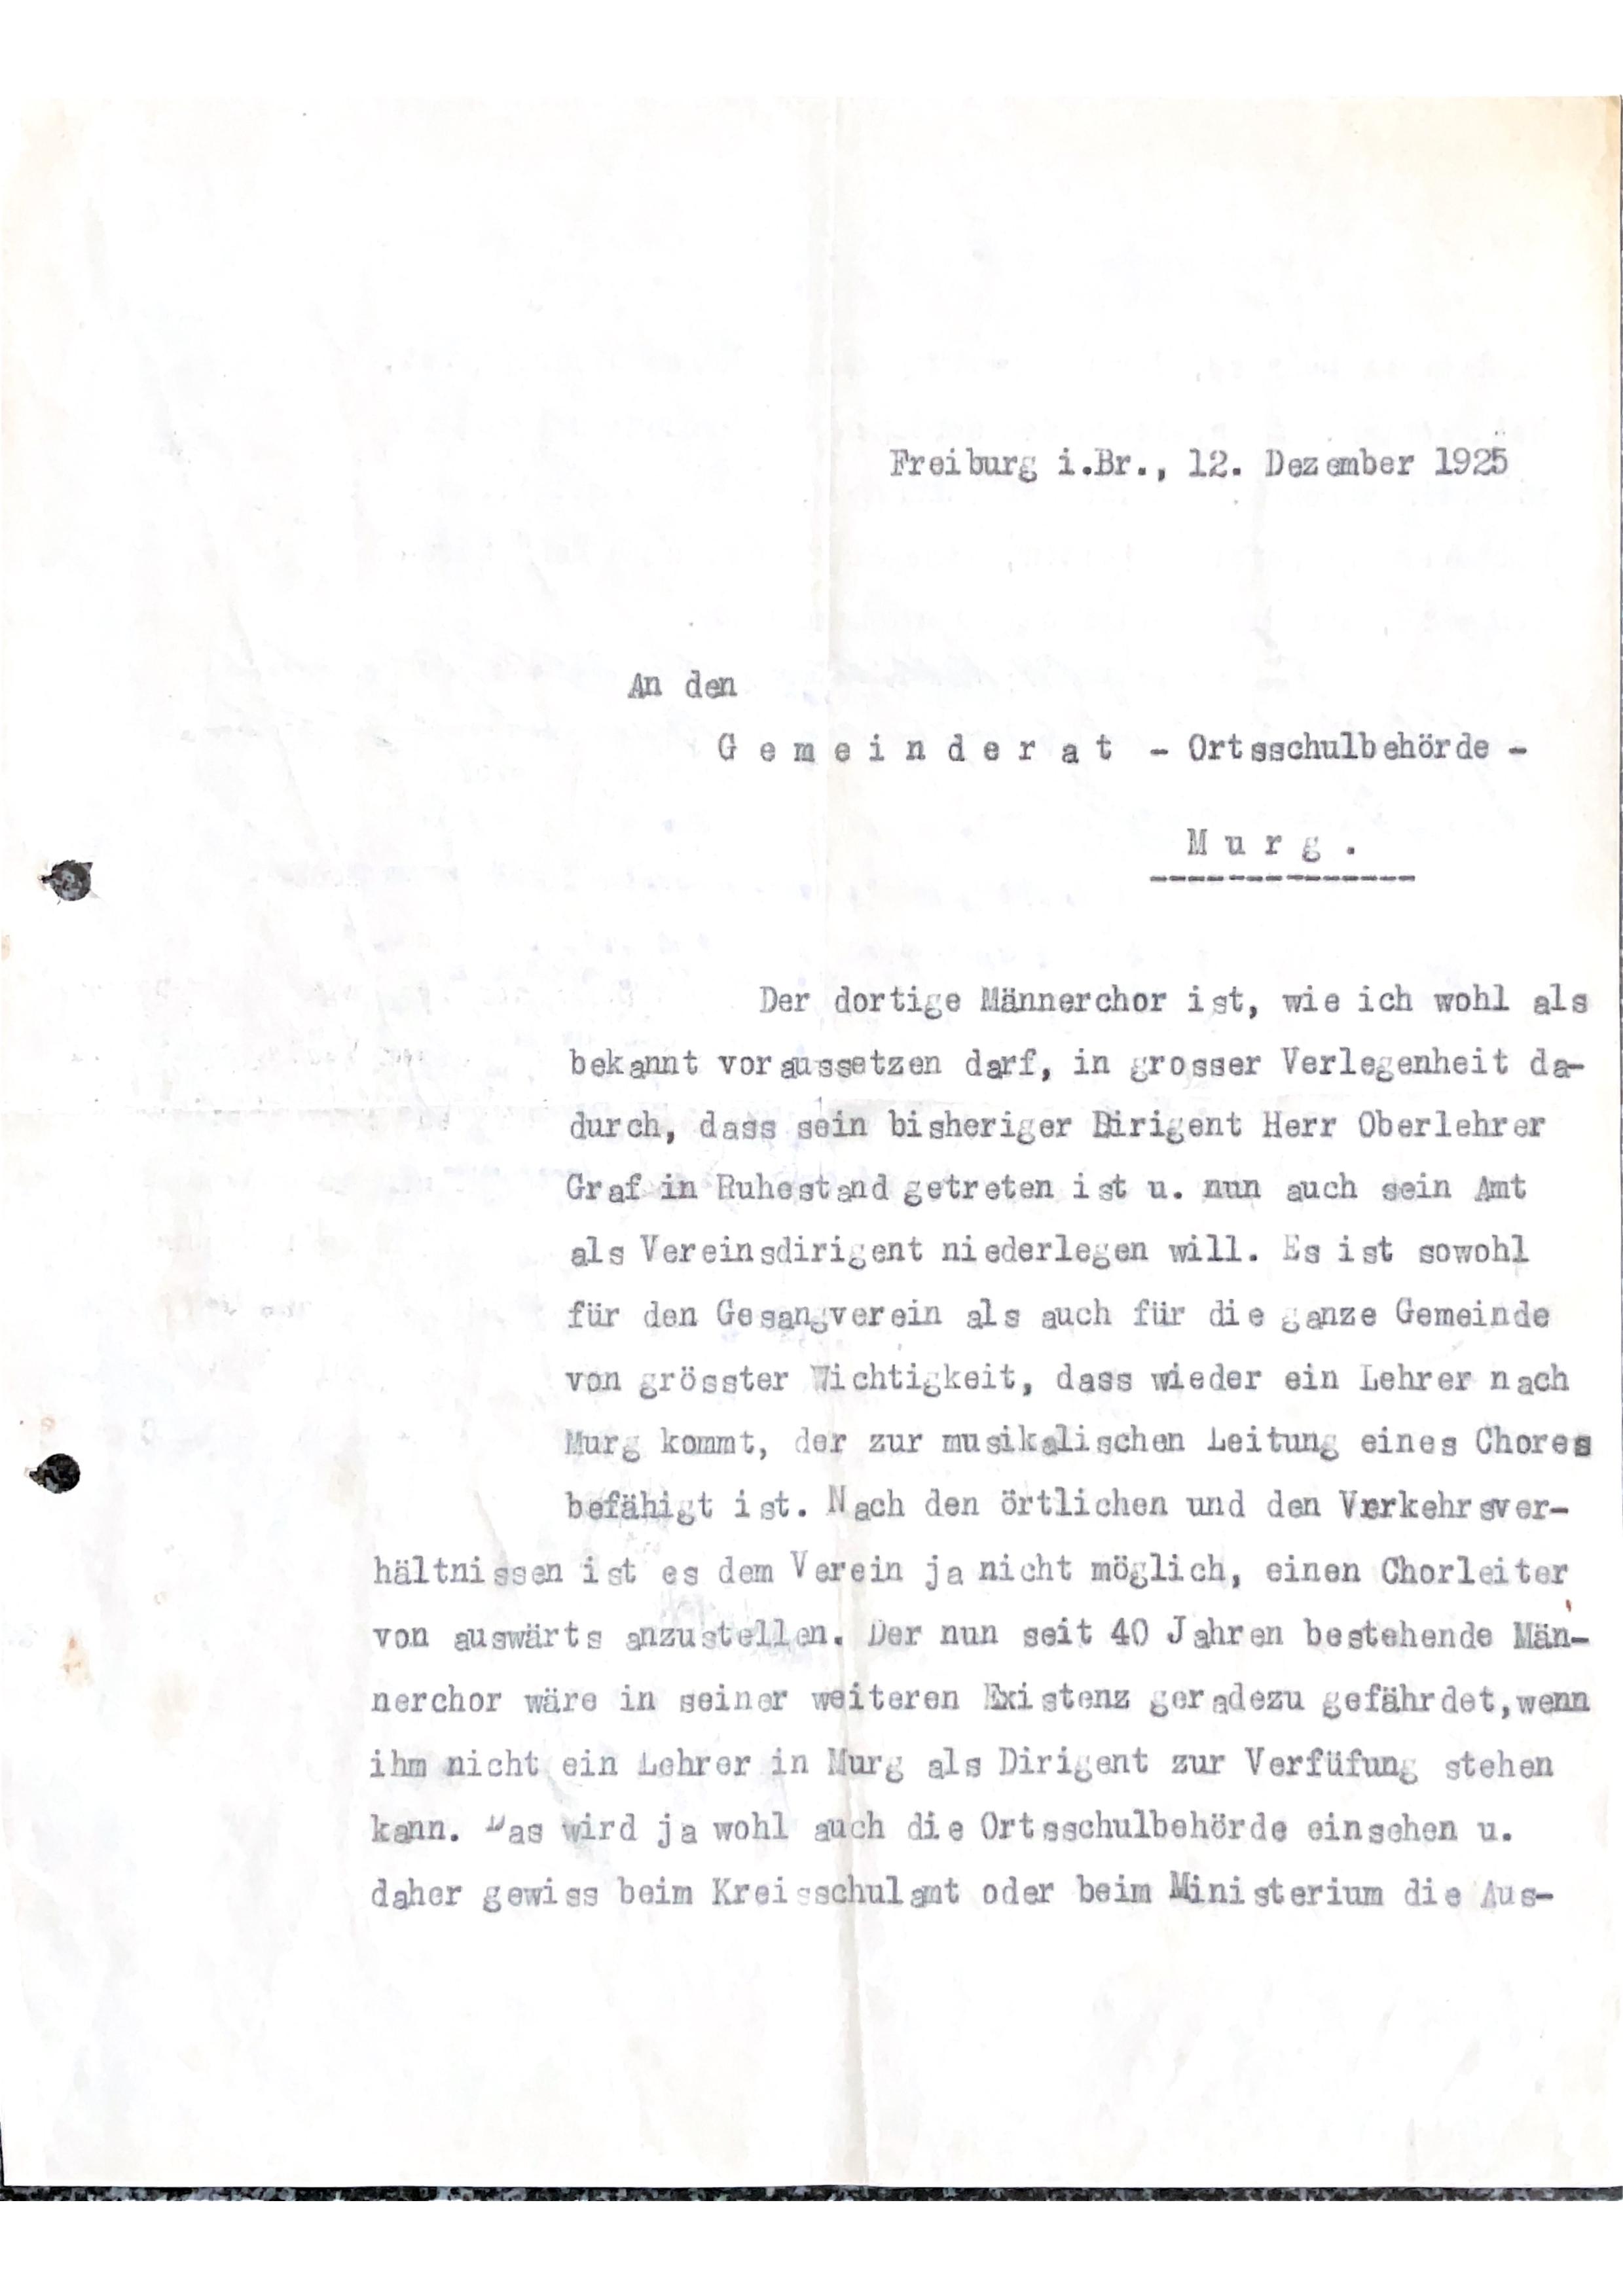 Freiburg i.Br., 12. Dezember 1925
An den
G e m e i n d e r a t - Ortsschulbehörde -
M u r g .
Der dortige Männerchor ist, wie ich wohl als
bekannt voraussetzen darf, in grosser Verlegenheit da-
durch, dass sein bisheriger Dirigent Herr Oberlehrer
Graf in Ruhestand getreten ist u. nun auch sein Amt
als Vereinsdirigent niederlegen will. Es ist sowohl
für den Gesangverein als auch für die ganze Gemeinde
von grösster Wichtigkeit, dass wieder ein Lehrer nach
Murg kommt, der zur musikalischen Leitung eines Chores
befähigt ist. Nach den örtlichen und den Verkehrsver-
hältnissen ist es dem Verein ja nicht möglich, einen Chorleiter
von auswärts anzustellen. Der nun seit 40 Jahren bestehende Män-
nerchor wäre in seiner weiteren Existenz geradezu gefährdet,wenn
ihm nicht ein Lehrer in Murg als Dirigent zur Verfüfung stehen
kann. Das wird ja wohl auch die Ortsschulbehörde einsehen u.
daher gewiss beim Kreisschulamt oder beim Ministerium die Aus-